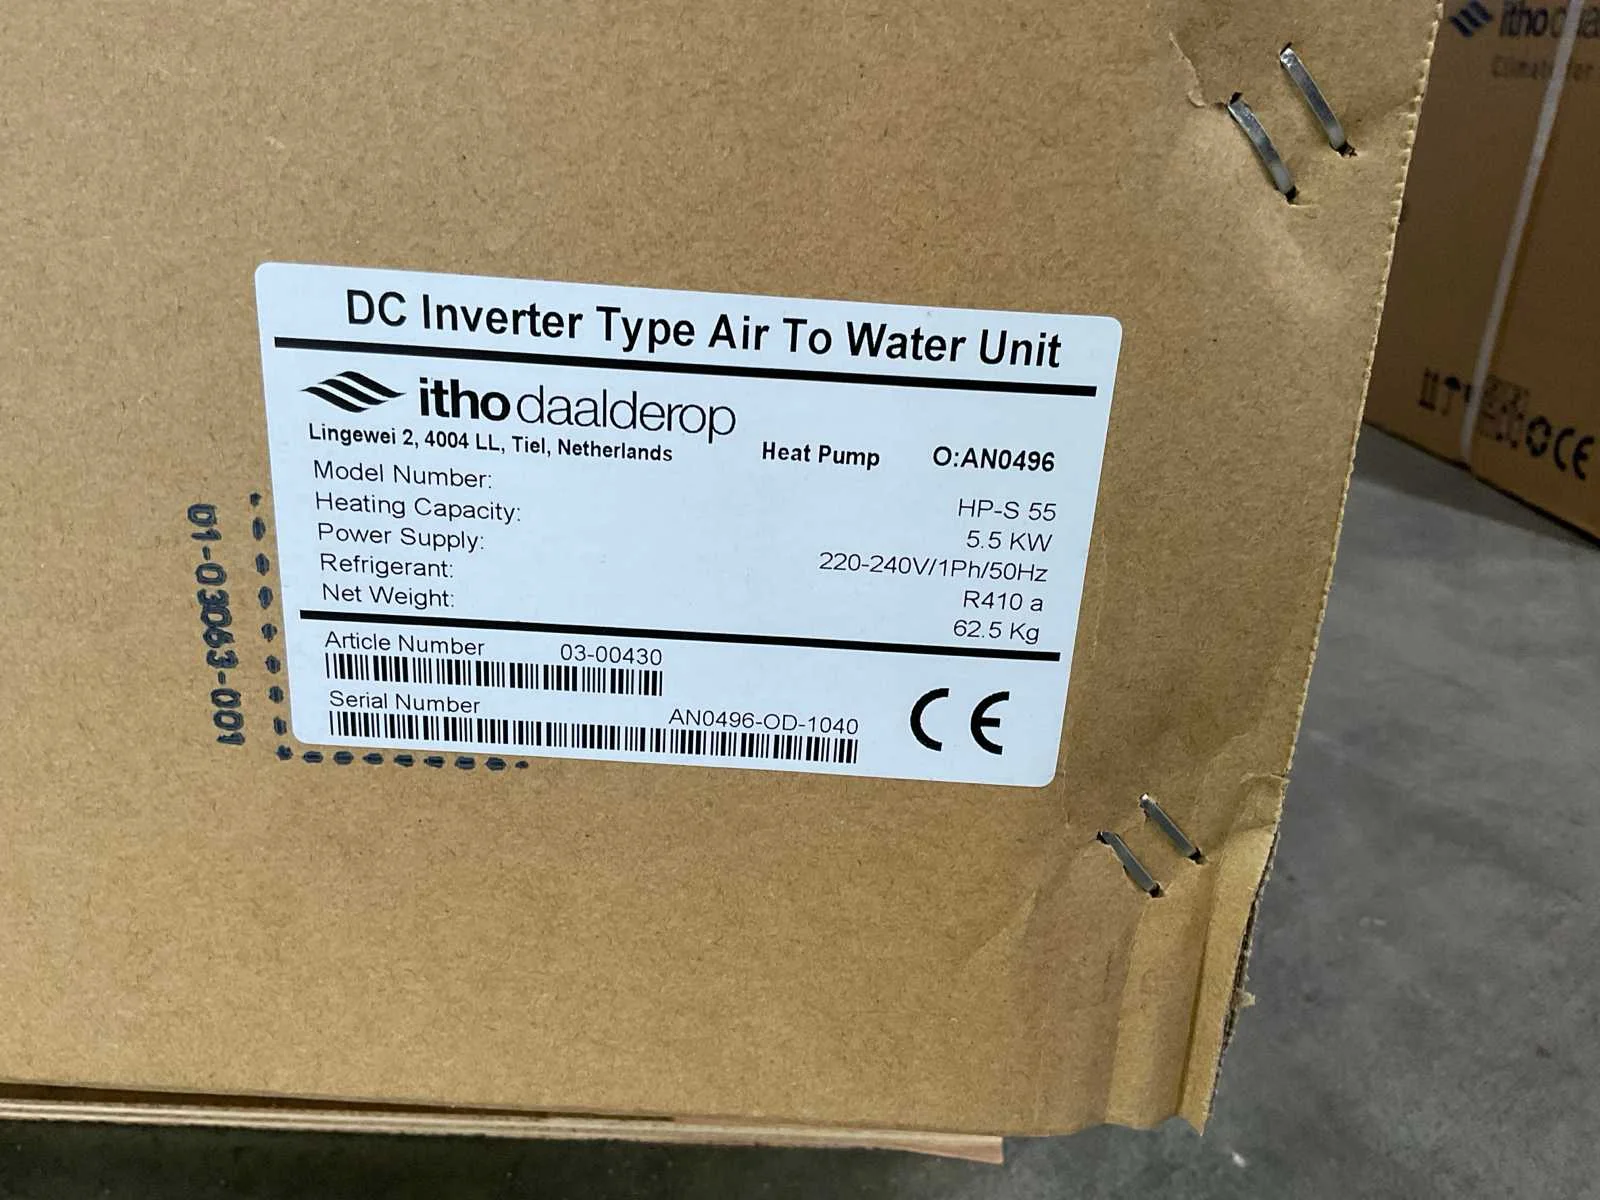 DC Inverter Type Air To Water Unit
itho daalderop
Lingewei 2, 4004 LL, Tiel, Netherlands
Heat Pump O:AN0496
Model Number: HP-S 55
Heating Capacity: 5.5 KW
Power Supply: 220-240V/1Ph/50Hz
Refrigerant: R410 a
Net Weight: 62.5 Kg
Article Number 03-00430
Serial Number AN0496-OD-1040
CE
01-03063-001
itho
CE